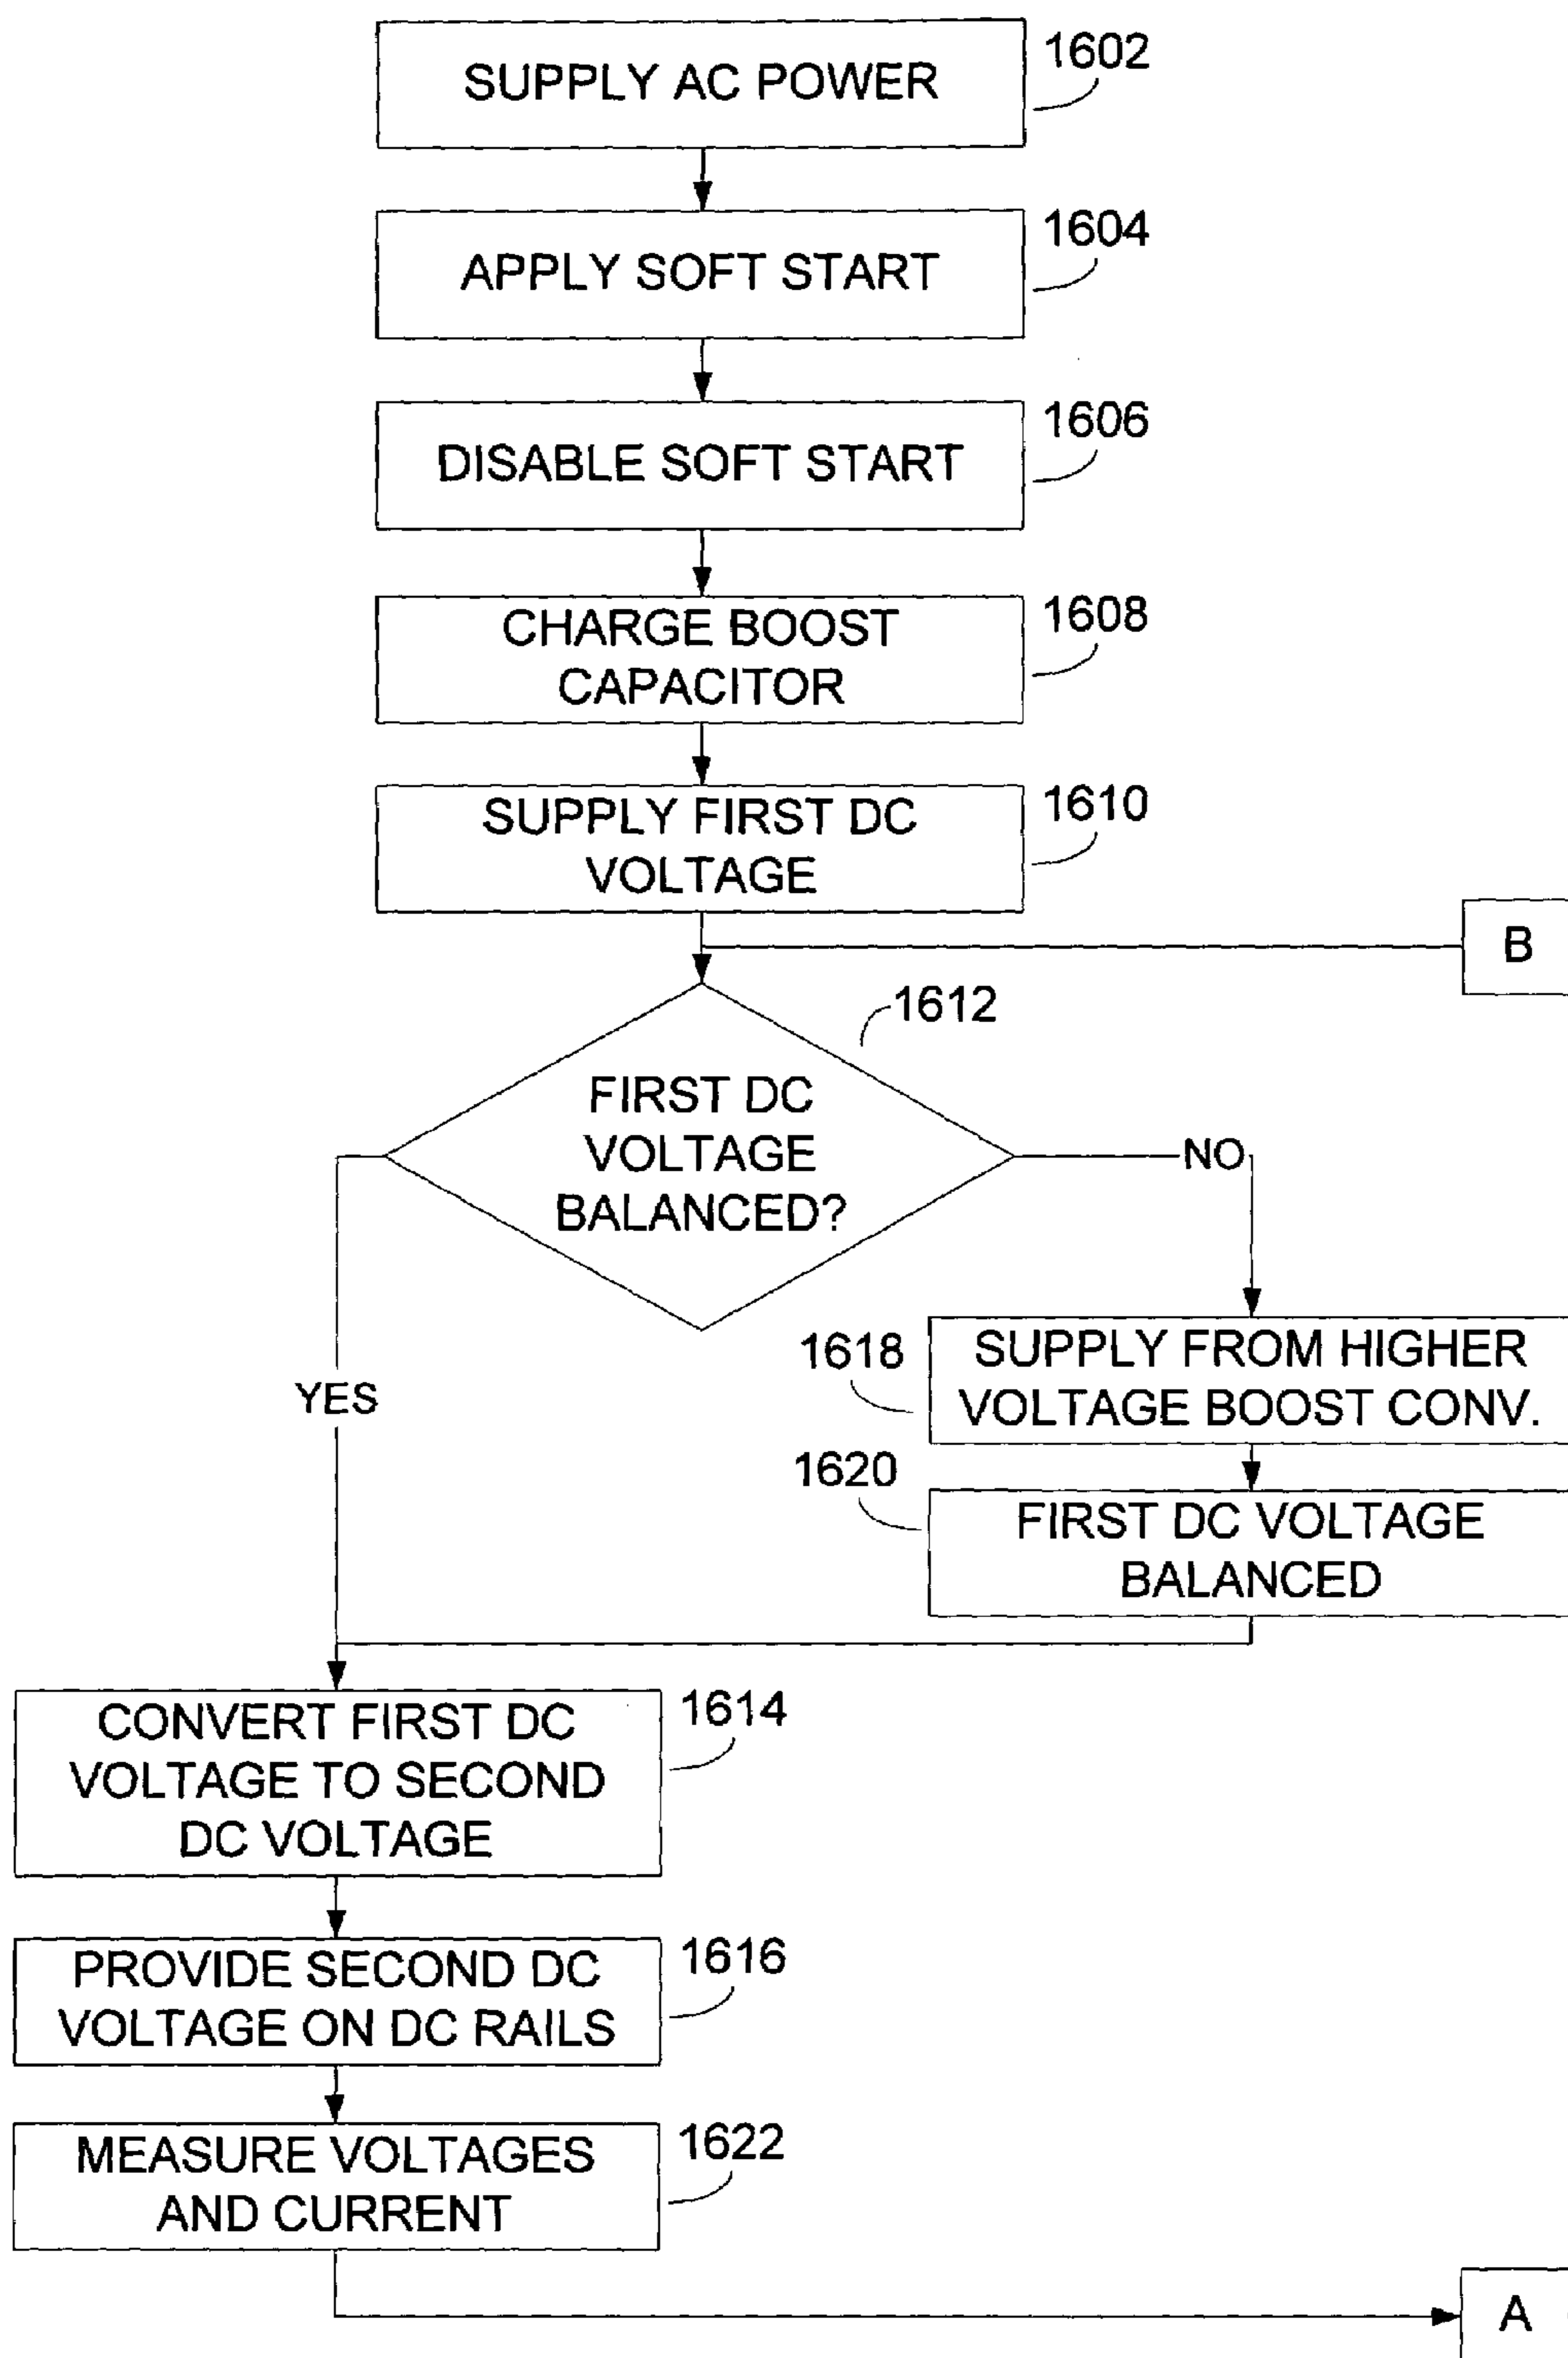 SUPPLY AC POWER
1602
APPLY SOFT START
1604
DISABLE SOFT START
1606
CHARGE BOOST
CAPACITOR
1608
SUPPLY FIRST DC
VOLTAGE
1610
B
1612
FIRST DC
VOLTAGE
BALANCED?
NO
YES
1618
SUPPLY FROM HIGHER
VOLTAGE BOOST CONV.
1620
FIRST DC VOLTAGE
BALANCED
CONVERT FIRST DC
VOLTAGE TO SECOND
DC VOLTAGE
1614
PROVIDE SECOND DC
VOLTAGE ON DC RAILS
1616
MEASURE VOLTAGES
AND CURRENT
1622
A